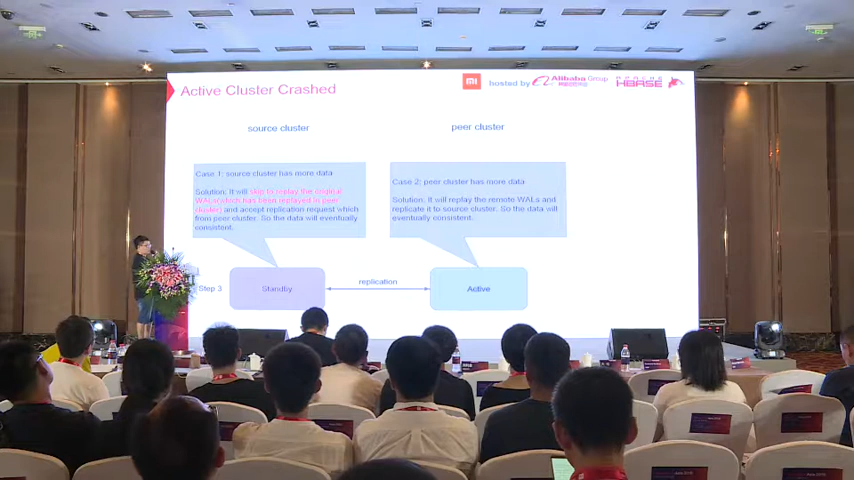 Active Cluster Crashed
hosted by Alibaba Group
HBASE
source cluster
peer cluster
Case 1: source cluster has more data
Solution: It will skip to replay the original
WALs which has been replayed in peer
cluster and accept replication request which
from peer cluster. So the data will eventually
consistent.
Case 2: peer cluster has more data
Solution: It will replay the remote WALs and
replicate it to source cluster. So the data will
eventually consistent.
Step 3
Standby
replication
Active